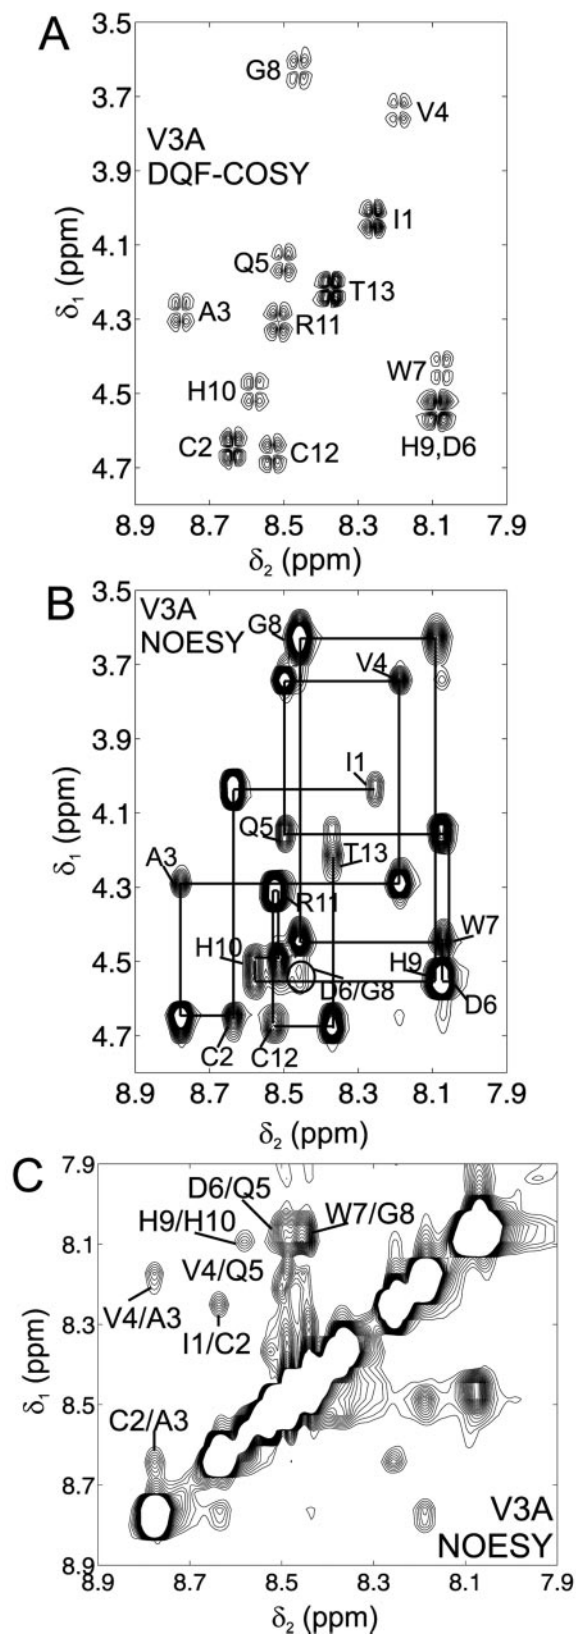 A
3.5
G8
3.7
V4
V3A
DQF-COSY
3.9
I1
δ1 (ppm)
4.1
Q5
T13
A3
4.3
R11
W7
H10
4.5
C2
C12
H9,D6
4.7
8.9 8.7 8.5 8.3 8.1 7.9
δ2 (ppm)
B
3.5
V3A
NOESY
G8
3.7
V4
3.9
I1
δ1 (ppm)
4.1
Q5
T13
A3
4.3
R11
W7
H10
H9
4.5
D6/G8
D6
4.7
C2
C12
8.9 8.7 8.5 8.3 8.1 7.9
δ2 (ppm)
C
7.9
D6/Q5
H9/H10
W7/G8
8.1
V4/Q5
V4/A3
I1/C2
8.3
δ1 (ppm)
8.5
C2/A3
8.7
V3A
NOESY
8.9
8.9 8.7 8.5 8.3 8.1 7.9
δ2 (ppm)